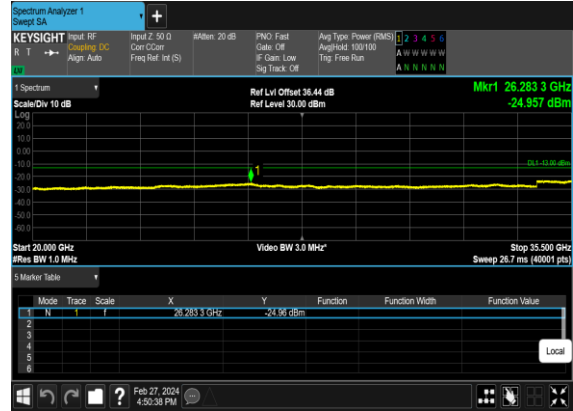 Spectrum Analyzer 1
Swept SA
+
KEYSIGHT
R T
LM
Input: RF
Coupling: DC
Align: Auto
Input Z: 50 Ω
Corr CCorr
Freq Ref: Int (S)
#Atten: 20 dB
PNO: Fast
Gate: Off
IF Gain: Low
Sig Track: Off
Avg Type: Power (RMS)
Avg|Hold: 100/100
Trig: Free Run
1 2 3 4 5 6
A W W W W W
A N N N N N
1 Spectrum
Scale/Div 10 dB
Ref Lvl Offset 36.44 dB
Ref Level 30.00 dBm
Mkr1 26.283 3 GHz
-24.957 dBm
Log
20.0
10.0
0.00
-10.0
-20.0
-30.0
-40.0
-50.0
-60.0
1
DL1 -13.00 dBm
Start 20.000 GHz
#Res BW 1.0 MHz
Video BW 3.0 MHz*
Stop 35.500 GHz
Sweep 26.7 ms (40001 pts)
5 Marker Table
Mode Trace Scale X Y Function Function Width Function Value
1 N 1 f 26.283 3 GHz -24.96 dBm
2
3
4
5
6
Local
?
Feb 27, 2024
4:50:38 PM